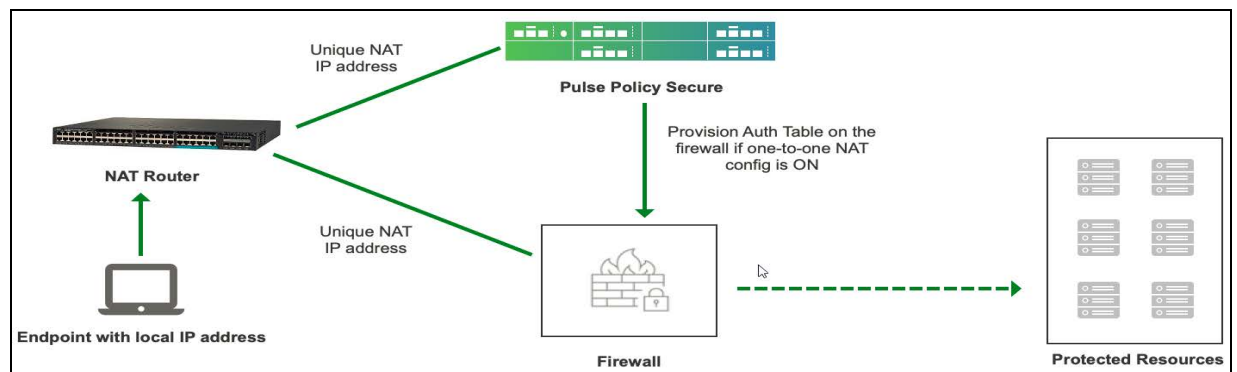 Unique NAT
IP address
Pulse Policy Secure
Provision Auth Table on the
firewall if one-to-one NAT
config is ON
NAT Router
Unique NAT
IP address
Endpoint with local IP address
Firewall
Protected Resources